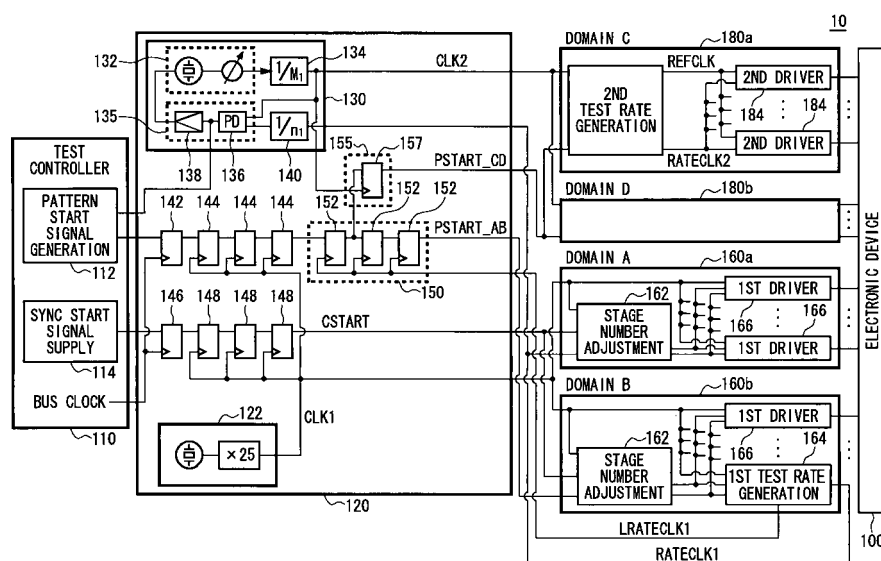 10
DOMAIN C
180a
132
1/M1
134
CLK2
130
135
138
PD
136
1/n1
140
155
157
PSTART_CD
REFCLK
2ND TEST RATE GENERATION
2ND DRIVER
184
184
2ND DRIVER
RATECLK2
DOMAIN D
180b
TEST CONTROLLER
PATTERN START SIGNAL GENERATION
112
142
144
144
144
152
152
152
PSTART_AB
150
DOMAIN A
160a
162
STAGE NUMBER ADJUSTMENT
1ST DRIVER
166
166
1ST DRIVER
SYNC START SIGNAL SUPPLY
114
146
148
148
148
CSTART
BUS CLOCK
110
122
×25
CLK1
120
DOMAIN B
160b
162
STAGE NUMBER ADJUSTMENT
1ST DRIVER
166
164
1ST TEST RATE GENERATION
LRATECLK1
RATECLK1
ELECTRONIC DEVICE
100